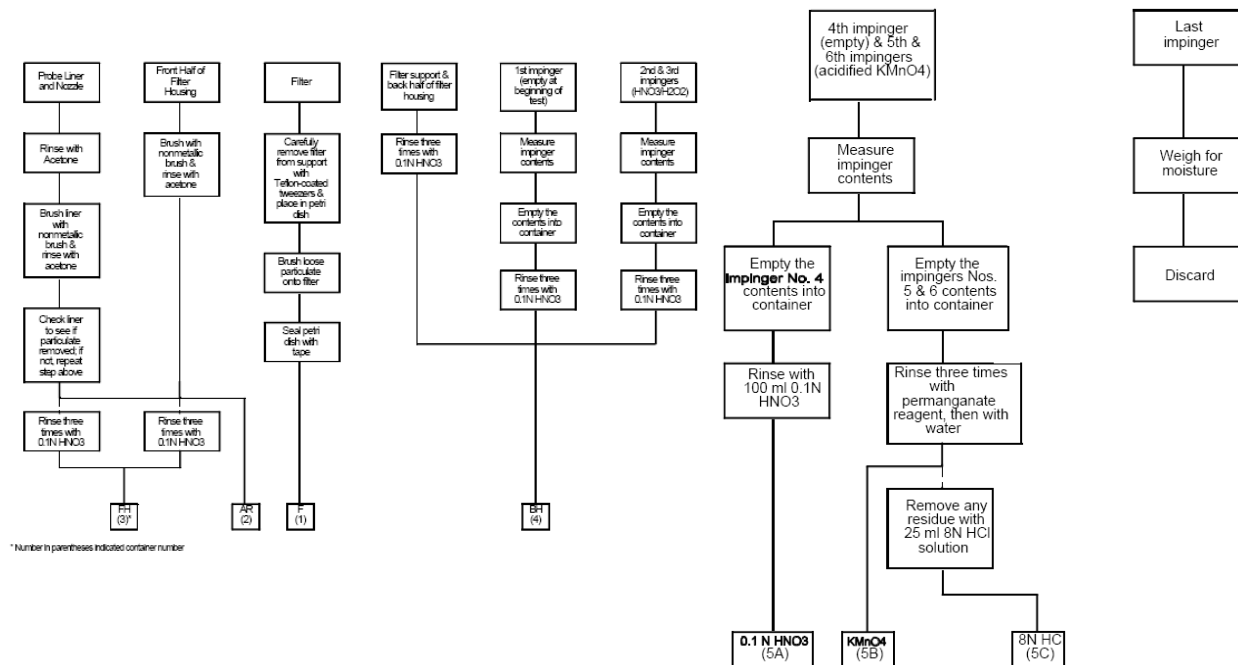 Probe Liner
and Nozzle
Rinse with
Acetone
Brush liner
with
nonmetallic
brush &
rinse with
acetone
Check liner
to see if
particulate
removed; if
not, repeat
step above
Rinse three
times with
0.1N HNO3
FH
(3)*
Front Half of
Filter
Housing
Brush with
nonmetallic
brush &
rinse with
acetone
Rinse three
times with
0.1N HNO3
AR
(2)
Filter
Carefully
remove filter
from support
with
Teflon-coated
tweezers &
place in petri
dish
Brush loose
particulate
onto filter
Seal petri
dish with
tape
F
(1)
Filter support &
back half of filter
housing
Rinse three
times with
0.1N HNO3
1st impinger
(empty at
beginning of
test)
Measure
impinger
contents
Empty the
contents into
container
Rinse three
times with
0.1N HNO3
BH
(4)
2nd & 3rd
impingers
(HNO3/H2O2)
Measure
impinger
contents
Empty the
contents into
container
Rinse three
times with
0.1N HNO3
4th impinger
(empty) & 5th &
6th impingers
(acidified KMnO4)
Measure
impinger
contents
Empty the
Impinger No. 4
contents into
container
Rinse with
100 ml 0.1N
HNO3
0.1 N HNO3
(5A)
Empty the
impingers Nos.
5 & 6 contents
into container
Rinse three times
with
permanganate
reagent, then with
water
KMnO4
(5B)
Remove any
residue with
25 ml 8N HCl
solution
8N HC
(5C)
Last
impinger
Weigh for
moisture
Discard
* Number in parentheses indicated container number